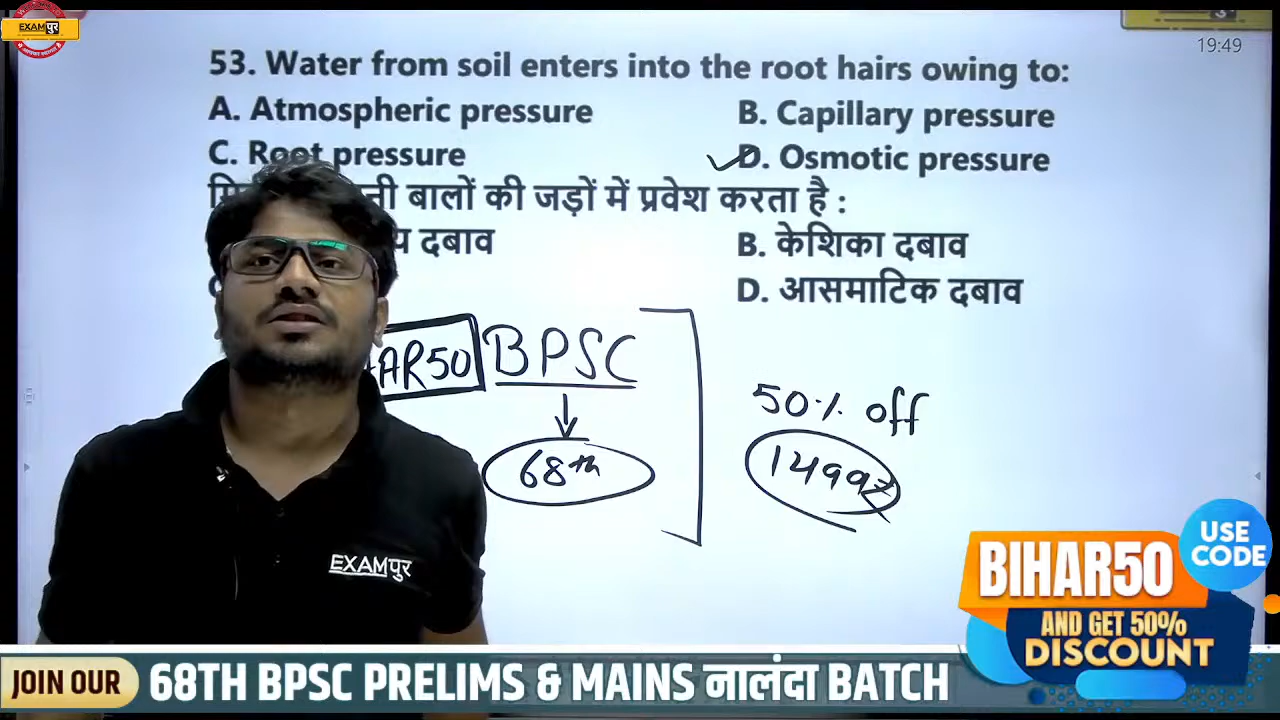 EXAMपुर
19:49
53. Water from soil enters into the root hairs owing to:
A. Atmospheric pressure B. Capillary pressure
C. Root pressure D. Osmotic pressure
बालों की जड़ों में प्रवेश करता है :
दबाव B. केशिका दबाव
D. आसमाटिक दबाव
AR50 BPSC
68th
50% off
1499₹
EXAMपुर
USE CODE
BIHAR50
AND GET 50%
DISCOUNT
JOIN OUR 68TH BPSC PRELIMS & MAINS नालंदा BATCH